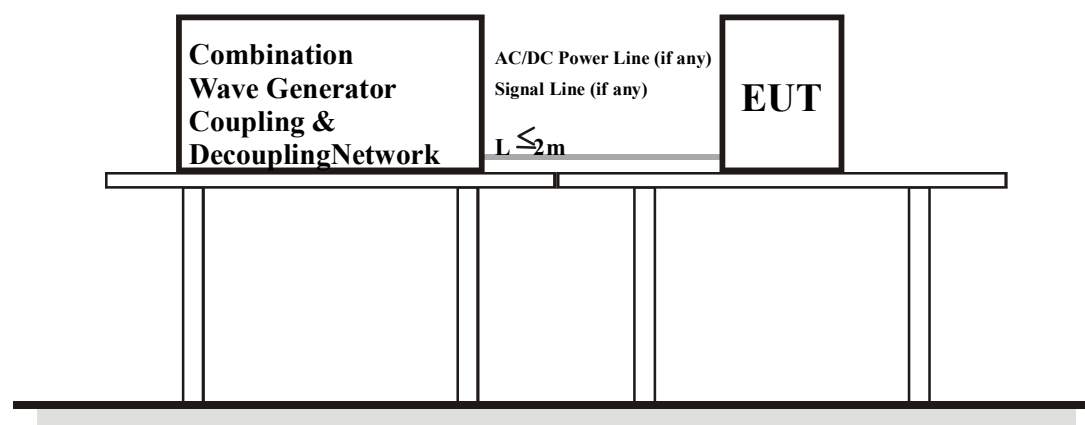 Combination
Wave Generator
Coupling &
DecouplingNetwork
AC/DC Power Line (if any)
Signal Line (if any)
L ≤2m
EUT